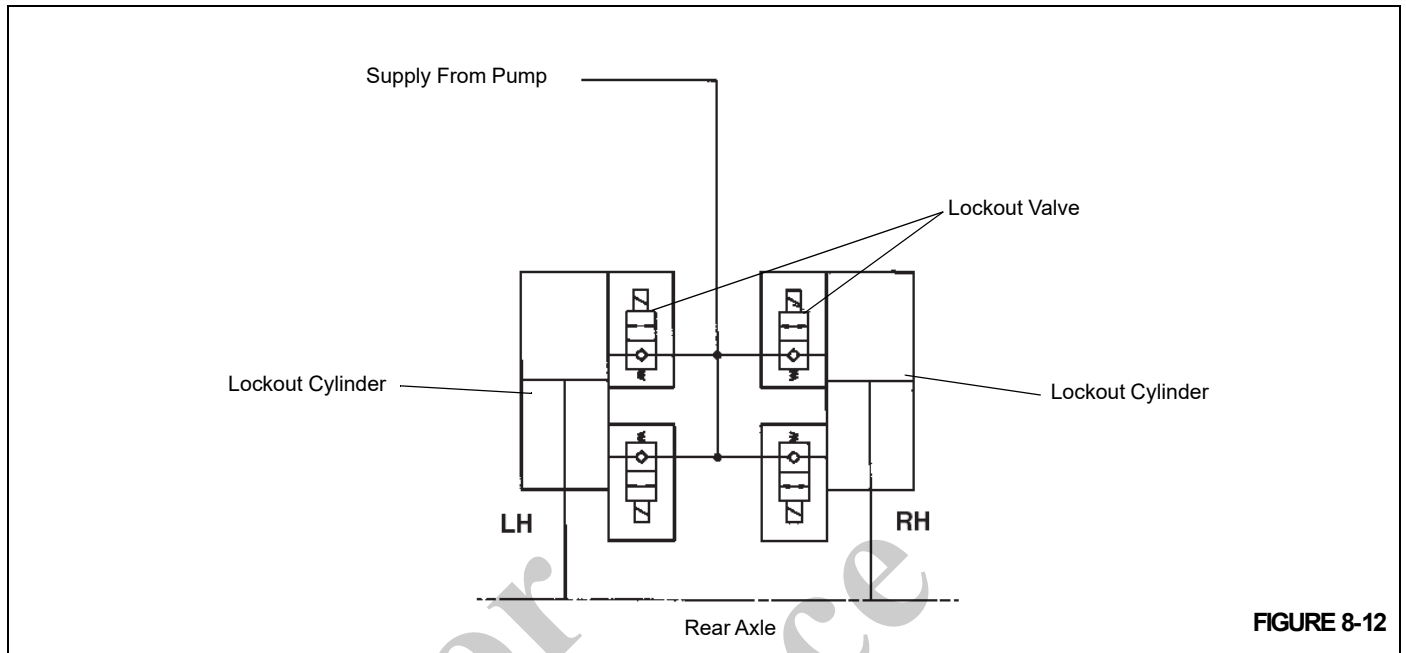 Supply From Pump
Lockout Valve
Lockout Cylinder
Lockout Cylinder
LH
RH
Rear Axle
FIGURE 8-12